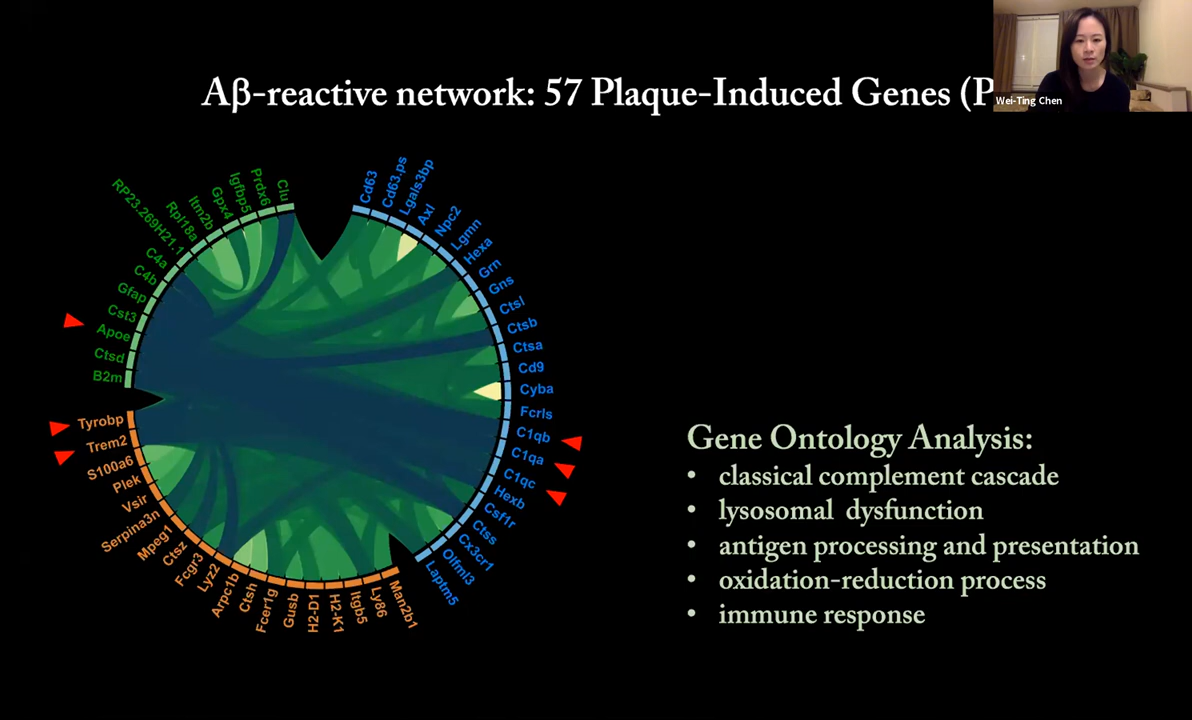 Aβ-reactive network: 57 Plaque-Induced Genes (P
Wei-Ting Chen
Clu
Prdx6
Igfbp5
Gpx4
Itm2b
Rpl18a
RP23.269H21.1
C4a
C4b
Gfap
Cst3
Apoe
Ctsd
B2m
Tyrobp
Trem2
S100a6
Plek
Vsir
Serpina3n
Mpeg1
Ctsz
Fcgr3
Lyz2
Arpc1b
Ctsh
Fcer1g
Gusb
H2-D1
H2-K1
Itgb5
Ly86
Man2b1
Cd63
Cd63.ps
Lgals3bp
Axl
Npc2
Lgmn
Hexa
Grn
Gns
Ctsl
Ctsb
Ctsa
Cd9
Cyba
Fcrls
C1qb
C1qa
C1qc
Hexb
Csf1r
Ctss
Cx3cr1
Olfml3
Laptm5
Gene Ontology Analysis:
• classical complement cascade
• lysosomal dysfunction
• antigen processing and presentation
• oxidation-reduction process
• immune response